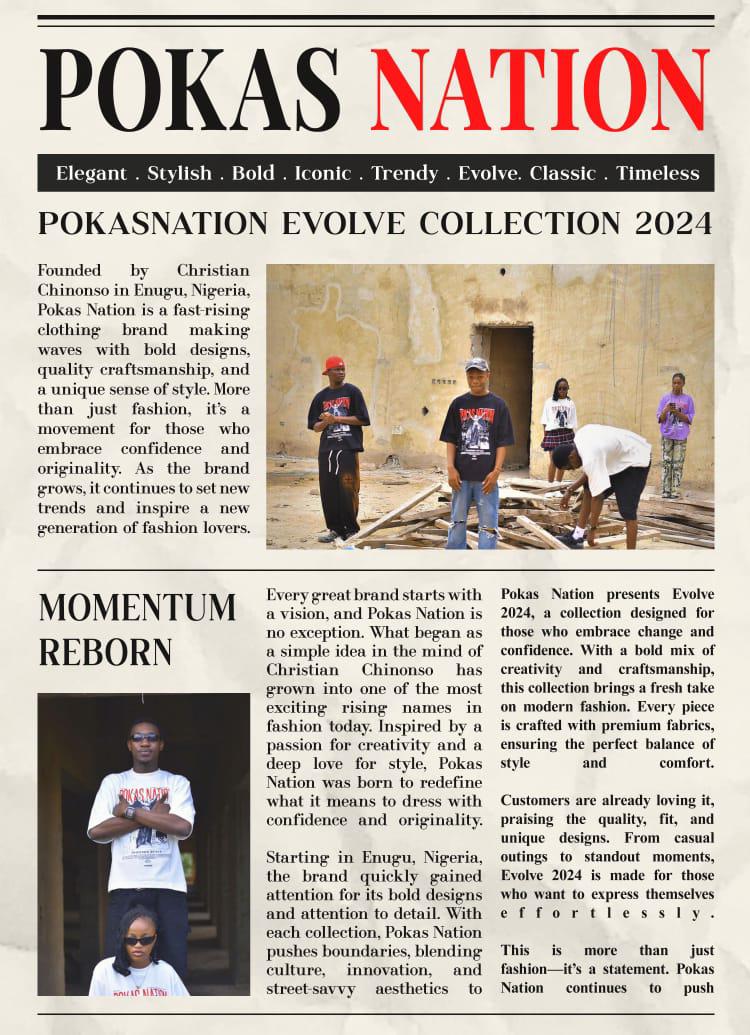 POKAS NATION
Elegant . Stylish . Bold . Iconic . Trendy . Evolve. Classic . Timeless
POKASNATION EVOLVE COLLECTION 2024
Founded by Christian
Chinonso in Enugu, Nigeria,
Pokas Nation is a fast-rising
clothing brand making
waves with bold designs,
quality craftsmanship, and
a unique sense of style. More
than just fashion, it's a
movement for those who
embrace confidence and
originality. As the brand
grows, it continues to set new
trends and inspire a new
generation of fashion lovers.
POKAS NATION
POKAS NATION
MOMENTUM
REBORN
POKAS NATION
POKAS NATION
Every great brand starts with
a vision, and Pokas Nation is
no exception. What began as
a simple idea in the mind of
Christian Chinonso has
grown into one of the most
exciting rising names in
fashion today. Inspired by a
passion for creativity and a
deep love for style, Pokas
Nation was born to redefine
what it means to dress with
confidence and originality.
Starting in Enugu, Nigeria,
the brand quickly gained
attention for its bold designs
and attention to detail. With
each collection, Pokas Nation
pushes boundaries, blending
culture, innovation, and
street-savvy aesthetics to
Pokas Nation presents Evolve
2024, a collection designed for
those who embrace change and
confidence. With a bold mix of
creativity and craftsmanship,
this collection brings a fresh take
on modern fashion. Every piece
is crafted with premium fabrics,
ensuring the perfect balance of
style and comfort.
Customers are already loving it,
praising the quality, fit, and
unique designs. From casual
outings to standout moments,
Evolve 2024 is made for those
who want to express themselves
effortlessly.
This is more than just
fashion—it's a statement. Pokas
Nation continues to push